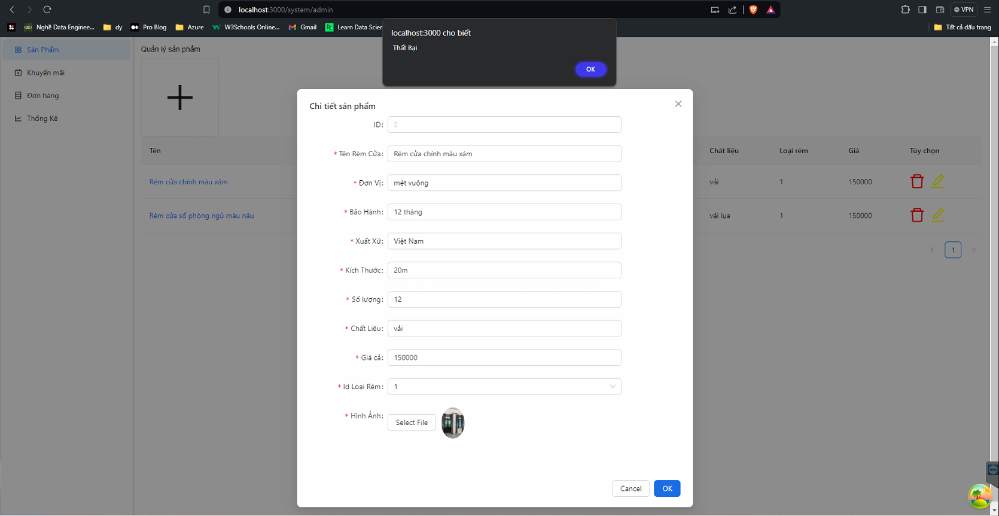 localhost:3000/system/admin
VPN
Nghề Data Enginee...
dy
Pro Blog
Azure
W3Schools Online...
Gmail
Learn Data Scier
Tất cả dấu trang
localhost:3000 cho biết
Thất Bại
OK
Sản Phẩm
Khuyến mãi
Đơn hàng
Thống Kê
Quản lý sản phẩm
Tên
Chât liệu
Loại rèm
Giá
Tùy chọn
Rèm cửa chính màu xám
vải
1
150000
Rèm cửa sổ phòng ngủ màu nâu
vải lụa
1
150000
1
Chi tiết sản phẩm
ID: 3
* Tên Rèm Cửa: Rèm cửa chính màu xám
* Đơn Vị: mét vuông
* Bảo Hành: 12 tháng
* Xuất Xứ: Việt Nam
* Kích Thước: 20m
* Số lượng: 12
* Chất Liệu: vải
* Giá cả: 150000
* Id Loại Rèm: 1
* Hình Ảnh: Select File
Cancel
OK